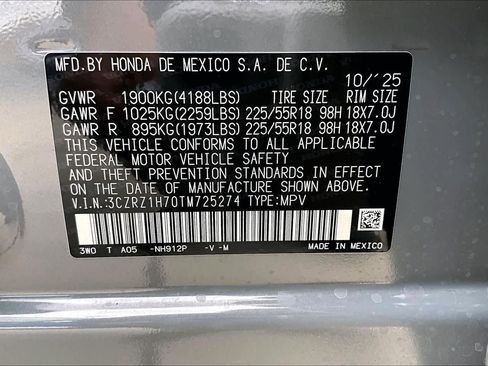 MFD.BY HONDA DE MEXICO S.A. DE C.V.
10/'25
GVWR 1900KG(4188LBS) TIRE SIZE RIM SIZE
GAWR F 1025KG(2259LBS) 225/55R18 98H 18X7.0J
GAWR R 895KG(1973LBS) 225/55R18 98H 18X7.0J
THIS VEHICLE CONFORMS TO ALL APPLICABLE
FEDERAL MOTOR VEHICLE SAFETY
AND THEFT PREVENTION STANDARDS IN EFFECT
ON THE DATE OF MANUFACTURE SHOWN ABOVE.
V.I.N.:3CZRZ1H70TM725274 TYPE:MPV
3W0 T A05 -NH912P -V -M MADE IN MEXICO